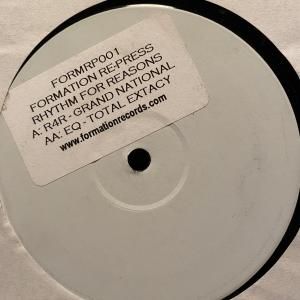 FORMRP001
FORMATION RE-PRESS
RHYTHM FOR REASONS
A: R4R - GRAND NATIONAL
AA: EQ - TOTAL EXTACY
www.formationrecords.com